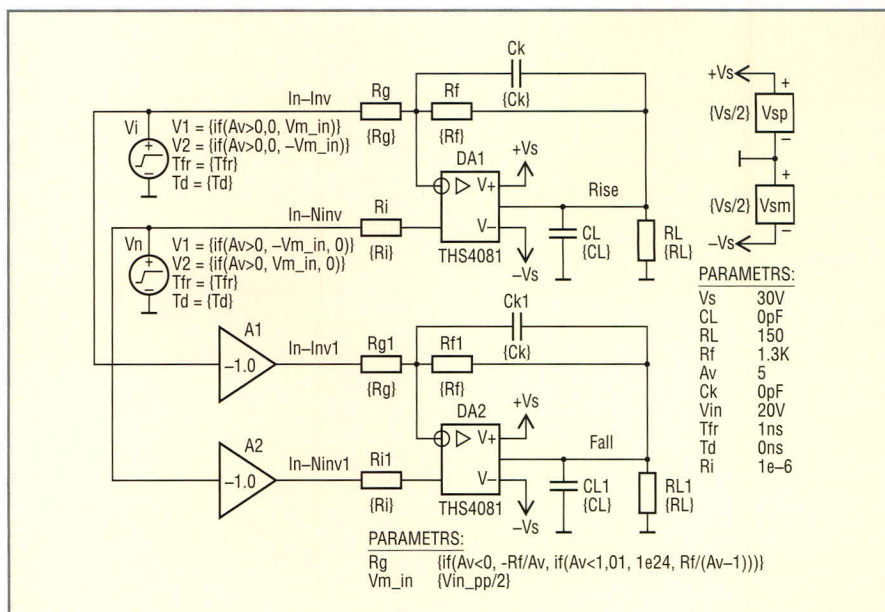 Ck
{Ck}
Rg
{Rg}
Rf
{Rf}
In–Inv
Vi
V1 = {if(Av>0,0, Vm_in)}
V2 = {if(Av>0,0, –Vm_in)}
Tfr = {Tfr}
Td = {Td}
DA1
V+
V–
+Vs
–Vs
THS4081
Rise
In–Ninv
Ri
{Ri}
CL
{CL}
RL
{RL}
Vn
V1 = {if(Av>0, –Vm_in, 0)}
V2 = {if(Av>0, Vm_in, 0)}
Tfr = {Tfr}
Td = {Td}
+Vs
+
{Vs/2}
Vsp
–
+
{Vs/2}
Vsm
–
–Vs
PARAMETRS:
Vs 30V
CL 0pF
RL 150
Rf 1.3K
Av 5
Ck 0pF
Vin 20V
Tfr 1ns
Td 0ns
Ri 1e–6
A1
–1.0
In–Inv1
Rg1
{Rg}
Ck1
{Ck}
Rf1
{Rf}
DA2
V+
V–
+Vs
–Vs
THS4081
Fall
A2
–1.0
In–Ninv1
Ri1
{Ri}
CL1
{CL}
RL1
{RL}
PARAMETRS:
Rg {if(Av<0, -Rf/Av, if(Av<1,01, 1e24, Rf/(Av–1)))}
Vm_in {Vin_pp/2}